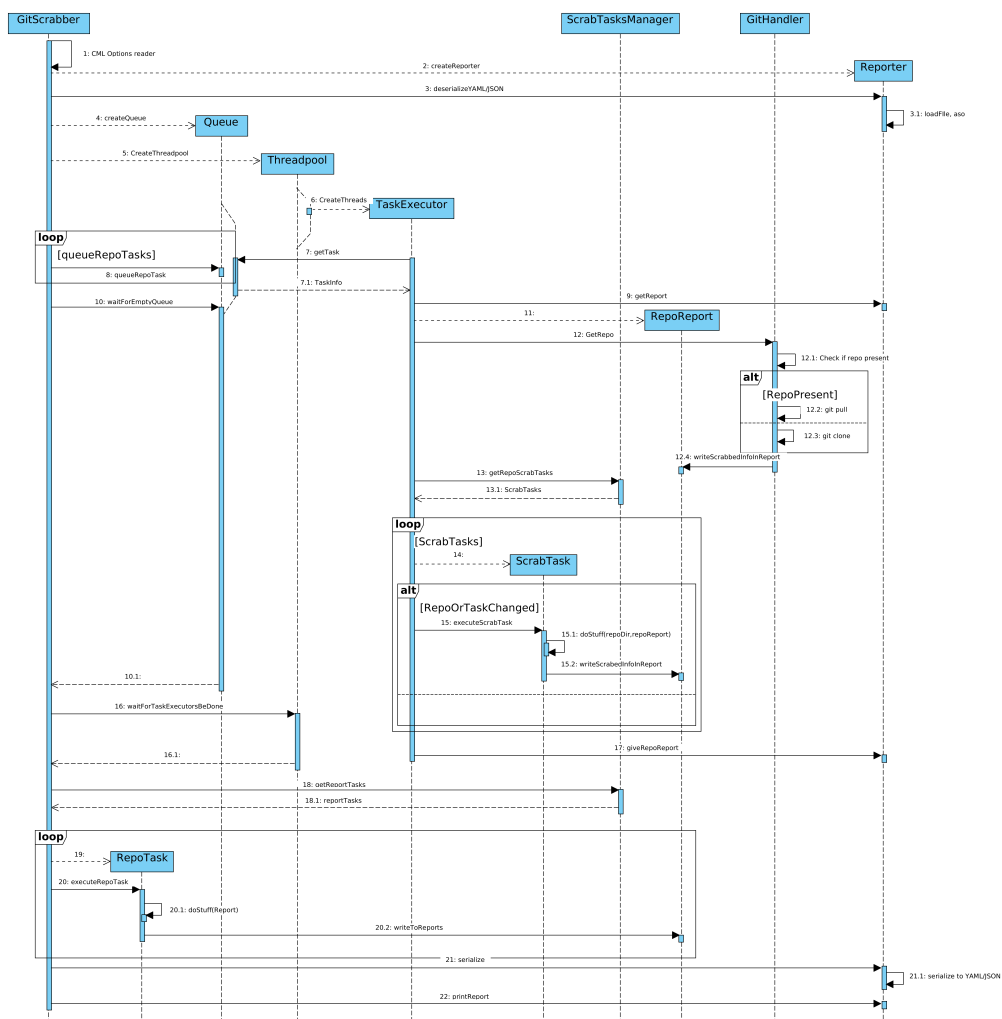 GitScrabber
ScrabTasksManager
GitHandler
1: CML Options reader
2: createReporter
Reporter
3: deserializeYAML/JSON
3.1: loadFIle, aso
4: createQueue
Queue
5: CreateThreadpool
Threadpool
6: CreateThreads
TaskExecutor
loop
[queueRepoTasks]
7: getTask
8: queueRepoTask
7.1: TaskInfo
9: getReport
10: waitForEmptyQueue
11:
RepoReport
12: GetRepo
12.1: Check if repo present
alt
[RepoPresent]
12.2: git pull
12.3: git clone
12.4: writeScrabbedInfoInReport
13: getRepoScrabTasks
13.1: ScrabTasks
loop
[ScrabTasks]
14:
ScrabTask
alt
[RepoOrTaskChanged]
15: executeScrabTask
15.1: doStuff(repoDir,repoReport)
15.2: writeScrabedInfoInReport
10.1:
16: waitForTaskExecutorsBeDone
17: giveRepoReport
16.1:
18: getReportTasks
18.1: reportTasks
loop
19:
RepoTask
20: executeRepoTask
20.1: doStuff(Report)
20.2: writeToReports
21: serialize
21.1: serialize to YAML/JSON
22: printReport